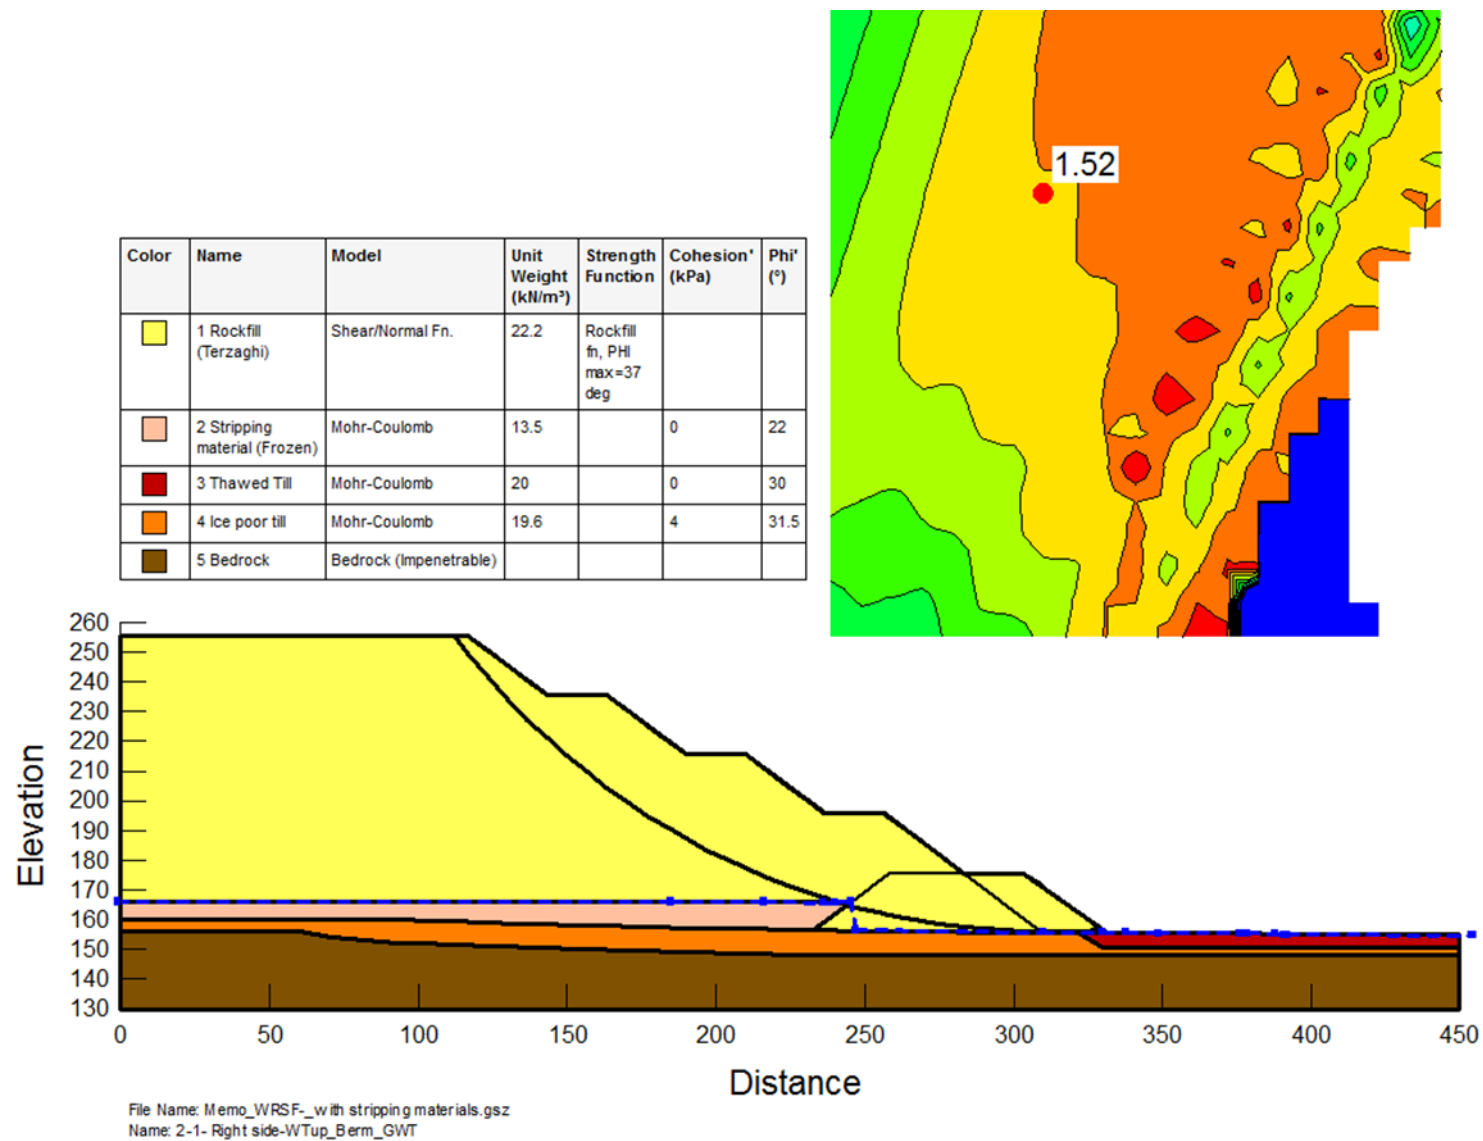 1.52
Color Name Model Unit Strength Cohesion' Phi'
Weight Function (kPa) (°)
(kN/m³)
1 Rockfill Shear/Normal Fn. 22.2 Rockfill
(Terzaghi) fn, PHI
max=37
deg
2 Stripping Mohr-Coulomb 13.5 0 22
material (Frozen)
3 Thawed Till Mohr-Coulomb 20 0 30
4 Ice poor till Mohr-Coulomb 19.6 4 31.5
5 Bedrock Bedrock (Impenetrable)
260
250
240
230
220
210
200
190
180
170
160
150
140
130
Elevation
0 50 100 150 200 250 300 350 400 450
Distance
File Name: Memo_WRSF-_with stripping materials.gsz
Name: 2-1- Right side-WTup_Berm_GWT